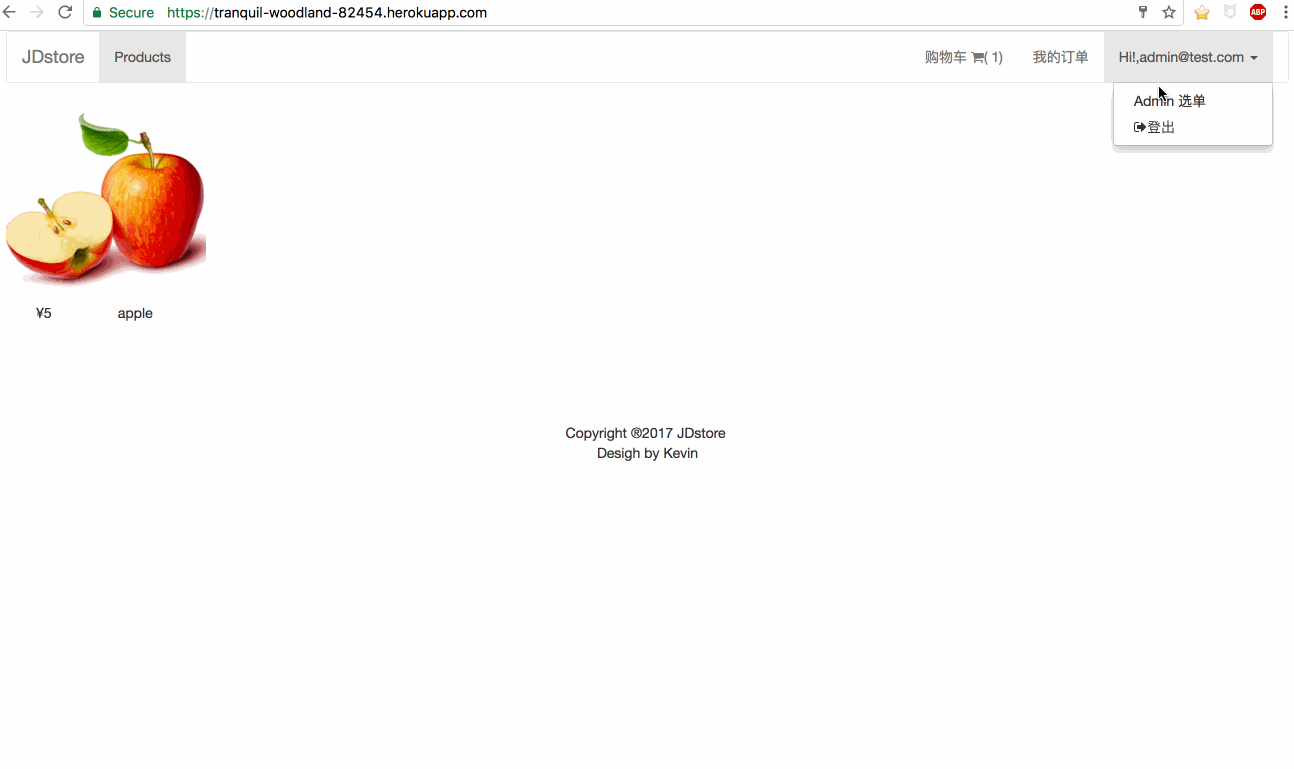 Secure https://tranquil-woodland-82454.herokuapp.com
ABP
JDstore Products 购物车 ( 1) 我的订单 Hi!,admin@test.com
Admin 选单
登出
¥5 apple
Copyright ®2017 JDstore
Desigh by Kevin